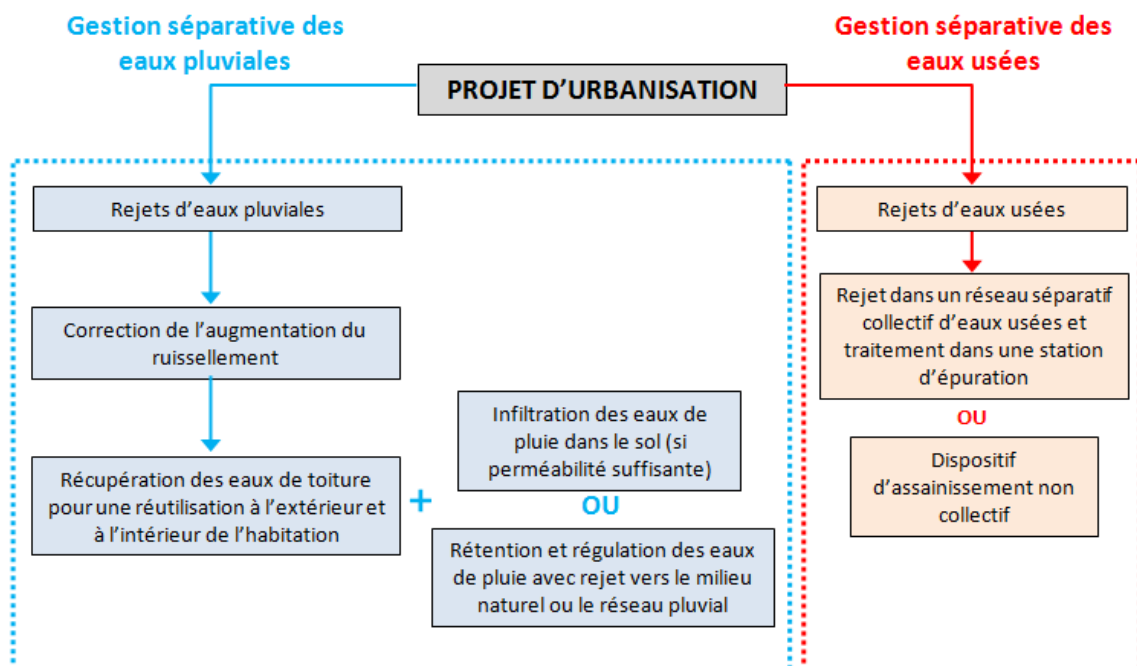 Gestion séparative des
eaux pluviales
PROJET D'URBANISATION
Gestion séparative des
eaux usées
Rejets d'eaux pluviales
Correction de l'augmentation du
ruissellement
Récupération des eaux de toiture
pour une réutilisation à l'extérieur et
à l'intérieur de l'habitation
+
Infiltration des eaux de
pluie dans le sol (si
perméabilité suffisante)
OU
Rétention et régulation des eaux
de pluie avec rejet vers le milieu
naturel ou le réseau pluvial
Rejets d'eaux usées
Rejet dans un réseau séparatif
collectif d'eaux usées et
traitement dans une station
d'épuration
OU
Dispositif
d'assainissement non
collectif